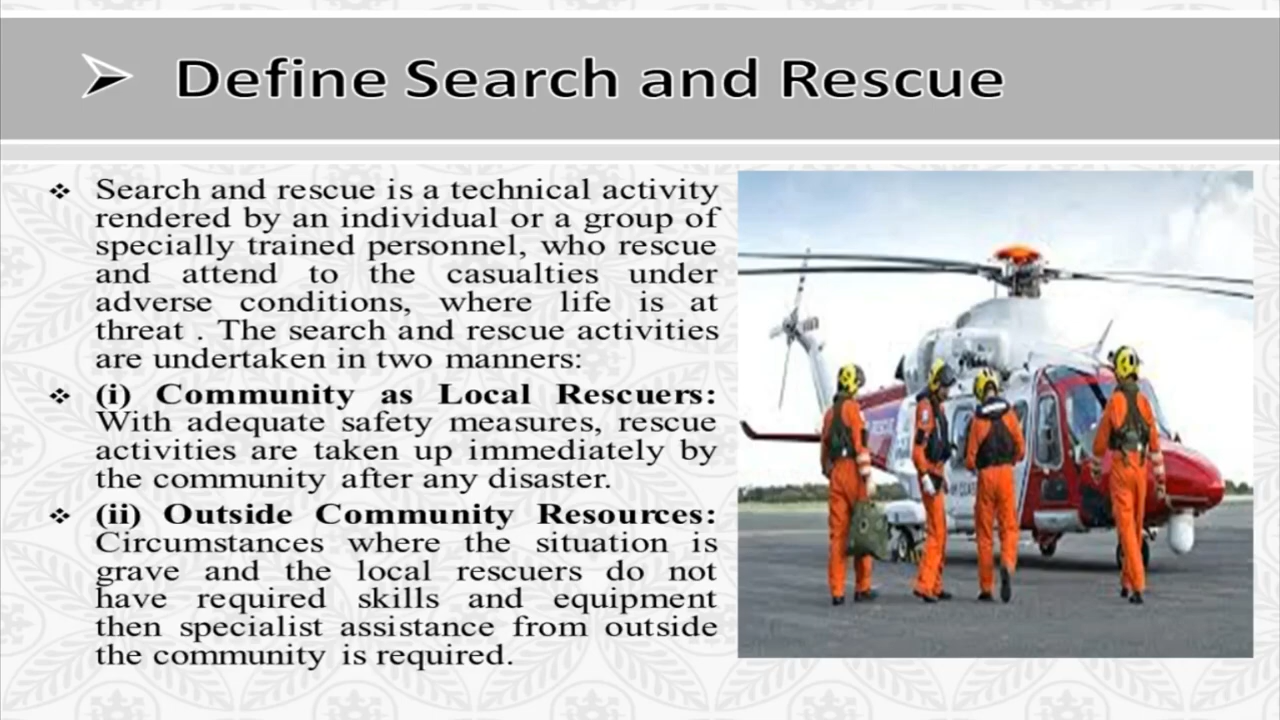 Define Search and Rescue
Search and rescue is a technical activity
rendered by an individual or a group of
specially trained personnel, who rescue
and attend to the casualties under
adverse conditions, where life is at
threat . The search and rescue activities
are undertaken in two manners:
(i) Community as Local Rescuers:
With adequate safety measures, rescue
activities are taken up immediately by
the community after any disaster.
(ii) Outside Community Resources:
Circumstances where the situation is
grave and the local rescuers do not
have required skills and equipment
then specialist assistance from outside
the community is required.